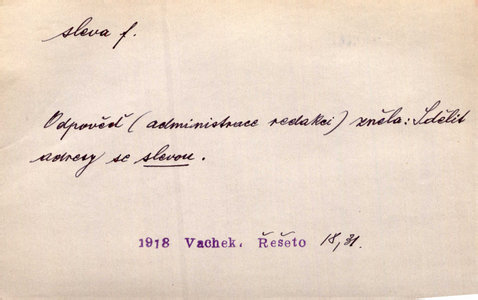 sleva f.
Odpověď (administrace redakci) zněla: Sdělit
adresy se slevou.
1918 Vachek. Řešeto 18, 31.